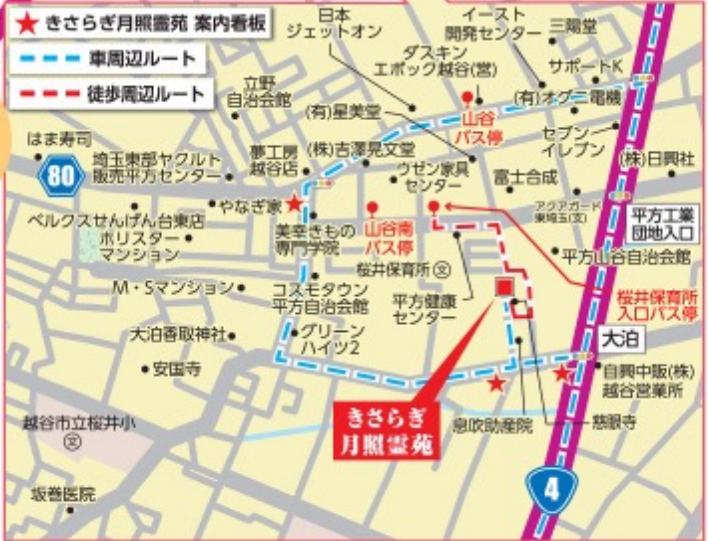 きさらぎ月照霊苑 案内看板
車周辺ルート
徒歩周辺ルート
日本
ジェットオン
イースト
開発センター
三陽堂
ダスキン
エポック越谷(営)
サポートK
立野
自治会館
(有)星美堂
山谷
バス停
(有)オグニ電機
はま寿司
80
埼玉東部ヤクルト
販売平方センター
夢工房
越谷店
(株)吉澤晃文堂
ウゼン家具
センター
セブン
イレブン
(株)日興社
富士合成
やなぎ家
アクアガード
東埼玉(支)
平方工業
団地入口
ベルクスせんげん台東店
ポリスター
マンション
美幸きもの
専門学院
山谷南
バス停
桜井保育所
文
平方山谷自治会館
M・Sマンション
コスモタウン
平方自治会館
平方健康
センター
桜井保育所
入口バス停
大泊香取神社
グリーン
ハイツ2
大泊
安国寺
自興中販(株)
越谷営業所
きさらぎ
月照霊苑
息吹助産院
慈眼寺
越谷市立桜井小
文
4
坂巻医院